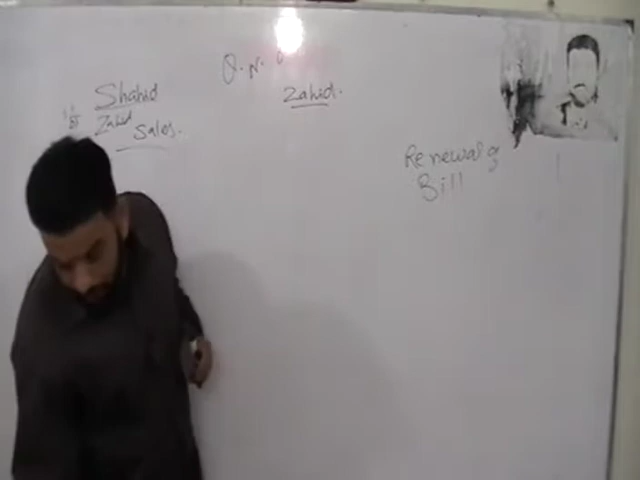 Q.N.
Shahid
Zahid
Sales.
Zahid.
Renewal of
Bill